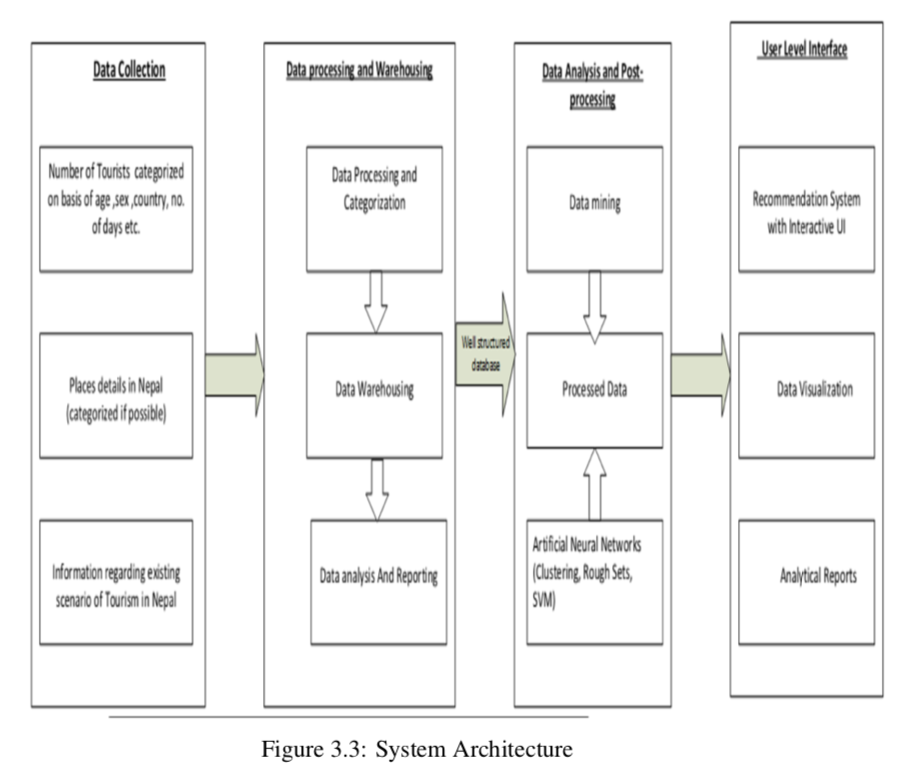 Data Collection
Number of Tourists categorized
on basis of age ,sex ,country, no.
of days etc.
Places details in Nepal
(categorized if possible)
Information regarding existing
scenario of Tourism in Nepal
Data processing and Warehousing
Data Processing and
Categorization
Data Warehousing
Data analysis And Reporting
Well structured
database
Data Analysis and Post-
processing
Data mining
Processed Data
Artificial Neural Networks
(Clustering, Rough Sets,
SVM)
User Level Interface
Recommendation System
with Interactive UI
Data Visualization
Analytical Reports
Figure 3.3: System Architecture